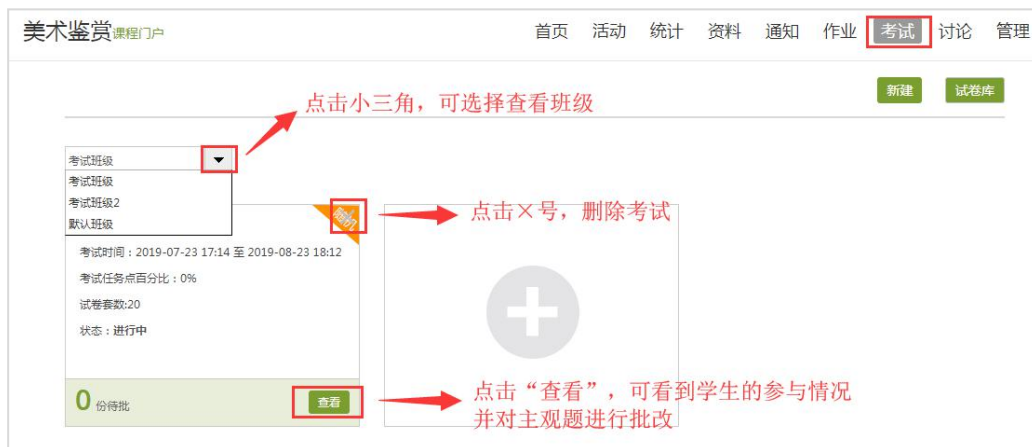 美术鉴赏课程门户 首页 活动 统计 资料 通知 作业 考试 讨论 管理
新建 试卷库
点击小三角，可选择查看班级
考试班级
考试班级
考试班级2
默认班级
点击×号，删除考试
考试时间：2019-07-23 17:14 至 2019-08-23 18:12
考试任务点百分比：0%
试卷套数:20
状态：进行中
0 份待批 查看
点击“查看”，可看到学生的参与情况
并对主观题进行批改